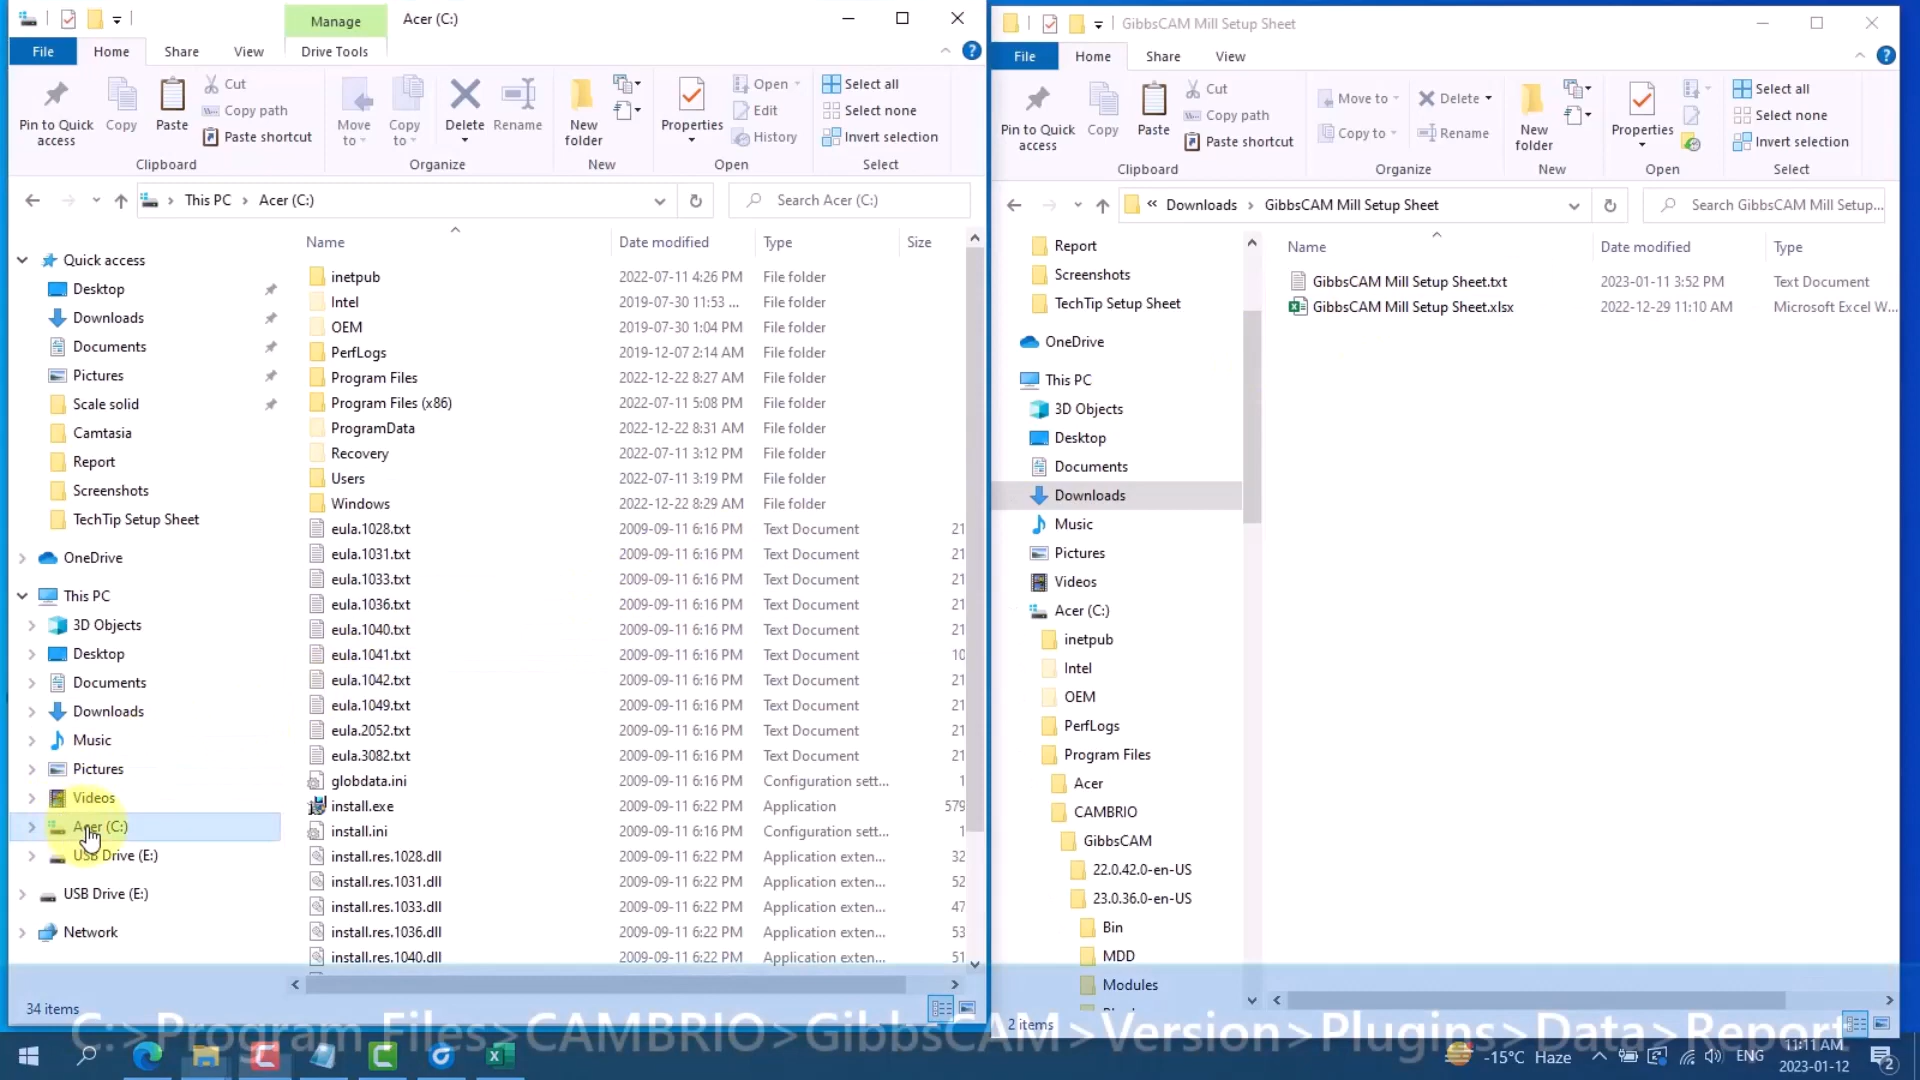 Manage
Acer (C:)
File
Home
Share
View
Drive Tools
Pin to Quick access
Copy
Paste
Cut
Copy path
Paste shortcut
Clipboard
Move to
Copy to
Delete
Rename
Organize
New folder
New
Properties
Open
Edit
History
Open
Select all
Select none
Invert selection
Select
This PC
Acer (C:)
Search Acer (C:)
Quick access
Desktop
Downloads
Documents
Pictures
Scale solid
Camtasia
Report
Screenshots
TechTip Setup Sheet
OneDrive
This PC
3D Objects
Desktop
Documents
Downloads
Music
Pictures
Videos
Acer (C:)
USB Drive (E:)
USB Drive (E:)
Network
34 items
Name Date modified Type Size
inetpub 2022-07-11 4:26 PM File folder
Intel 2019-07-30 11:53 ... File folder
OEM 2019-07-30 1:04 PM File folder
PerfLogs 2019-12-07 2:14 AM File folder
Program Files 2022-12-22 8:27 AM File folder
Program Files (x86) 2022-07-11 5:08 PM File folder
ProgramData 2022-12-22 8:31 AM File folder
Recovery 2022-07-11 3:12 PM File folder
Users 2022-07-11 3:19 PM File folder
Windows 2022-12-22 8:29 AM File folder
eula.1028.txt 2009-09-11 6:16 PM Text Document 21
eula.1031.txt 2009-09-11 6:16 PM Text Document 21
eula.1033.txt 2009-09-11 6:16 PM Text Document 21
eula.1036.txt 2009-09-11 6:16 PM Text Document 21
eula.1040.txt 2009-09-11 6:16 PM Text Document 21
eula.1041.txt 2009-09-11 6:16 PM Text Document 10
eula.1042.txt 2009-09-11 6:16 PM Text Document 21
eula.1049.txt 2009-09-11 6:16 PM Text Document 21
eula.2052.txt 2009-09-11 6:16 PM Text Document 21
eula.3082.txt 2009-09-11 6:16 PM Text Document 21
globdata.ini 2009-09-11 6:16 PM Configuration sett... 1
install.exe 2009-09-11 6:22 PM Application 579
install.ini 2009-09-11 6:16 PM Configuration sett... 1
install.res.1028.dll 2009-09-11 6:22 PM Application exten... 32
install.res.1031.dll 2009-09-11 6:22 PM Application exten... 52
install.res.1033.dll 2009-09-11 6:22 PM Application exten... 47
install.res.1036.dll 2009-09-11 6:22 PM Application exten... 53
install.res.1040.dll 2009-09-11 6:22 PM Application exten... 51
GibbsCAM Mill Setup Sheet
File
Home
Share
View
Pin to Quick access
Copy
Paste
Cut
Copy path
Paste shortcut
Clipboard
Move to
Copy to
Delete
Rename
Organize
New folder
New
Properties
Open
Select all
Select none
Invert selection
Select
« Downloads
GibbsCAM Mill Setup Sheet
Search GibbsCAM Mill Setup...
Report
Screenshots
TechTip Setup Sheet
OneDrive
This PC
3D Objects
Desktop
Documents
Downloads
Music
Pictures
Videos
Acer (C:)
inetpub
Intel
OEM
PerfLogs
Program Files
Acer
CAMBRIO
GibbsCAM
22.0.42.0-en-US
23.0.36.0-en-US
Bin
MDD
Modules
2 items
Name Date modified Type
GibbsCAM Mill Setup Sheet.txt 2023-01-11 3:52 PM Text Document
GibbsCAM Mill Setup Sheet.xlsx 2022-12-29 11:10 AM Microsoft Excel W...
C:>Program Files>CAMBRIO>GibbsCAM>Version>Plugins>Data>Report
-15°C Haze
ENG
11:11 AM
2023-01-12
2